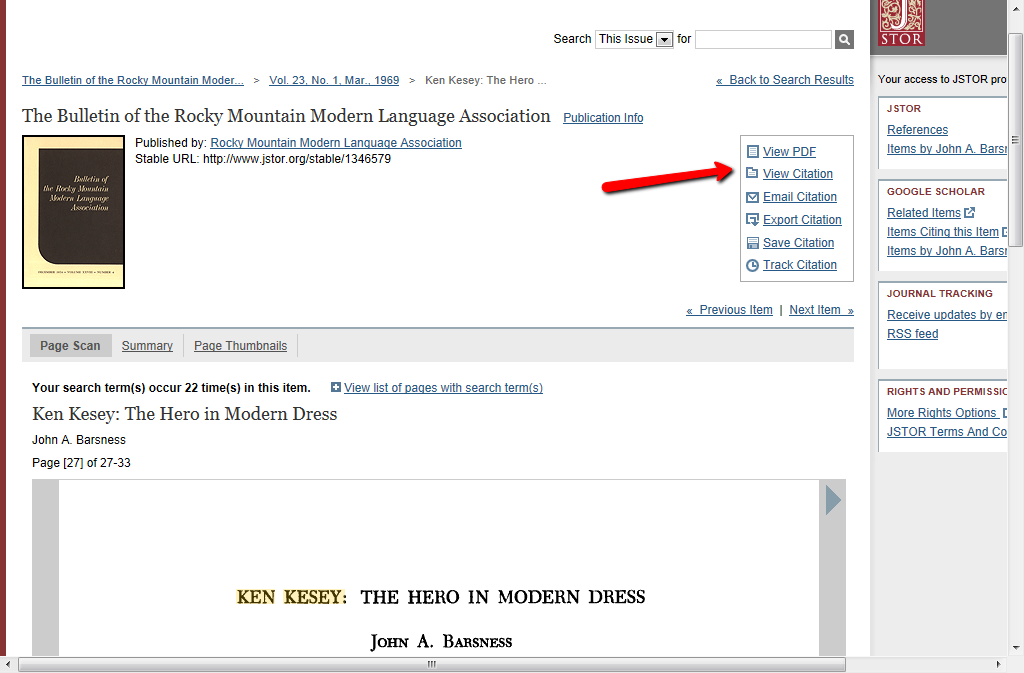 J
STOR
Search This Issue for
The Bulletin of the Rocky Mountain Moder... > Vol. 23, No. 1, Mar., 1969 > Ken Kesey: The Hero ...
« Back to Search Results
The Bulletin of the Rocky Mountain Modern Language Association Publication Info
Bulletin of
the Rocky Mountain
Modern Language
Association
Published by: Rocky Mountain Modern Language Association
Stable URL: http://www.jstor.org/stable/1346579
View PDF
View Citation
Email Citation
Export Citation
Save Citation
Track Citation
« Previous Item | Next Item »
Page Scan Summary Page Thumbnails
Your search term(s) occur 22 time(s) in this item. View list of pages with search term(s)
Ken Kesey: The Hero in Modern Dress
John A. Barsness
Page [27] of 27-33
KEN KESEY: THE HERO IN MODERN DRESS
JOHN A. BARSNESS
Your access to JSTOR pro
JSTOR
References
Items by John A. Barsn
GOOGLE SCHOLAR
Related Items
Items Citing this Item
Items by John A. Barsn
JOURNAL TRACKING
Receive updates by em
RSS feed
RIGHTS AND PERMISSIO
More Rights Options
JSTOR Terms And Co